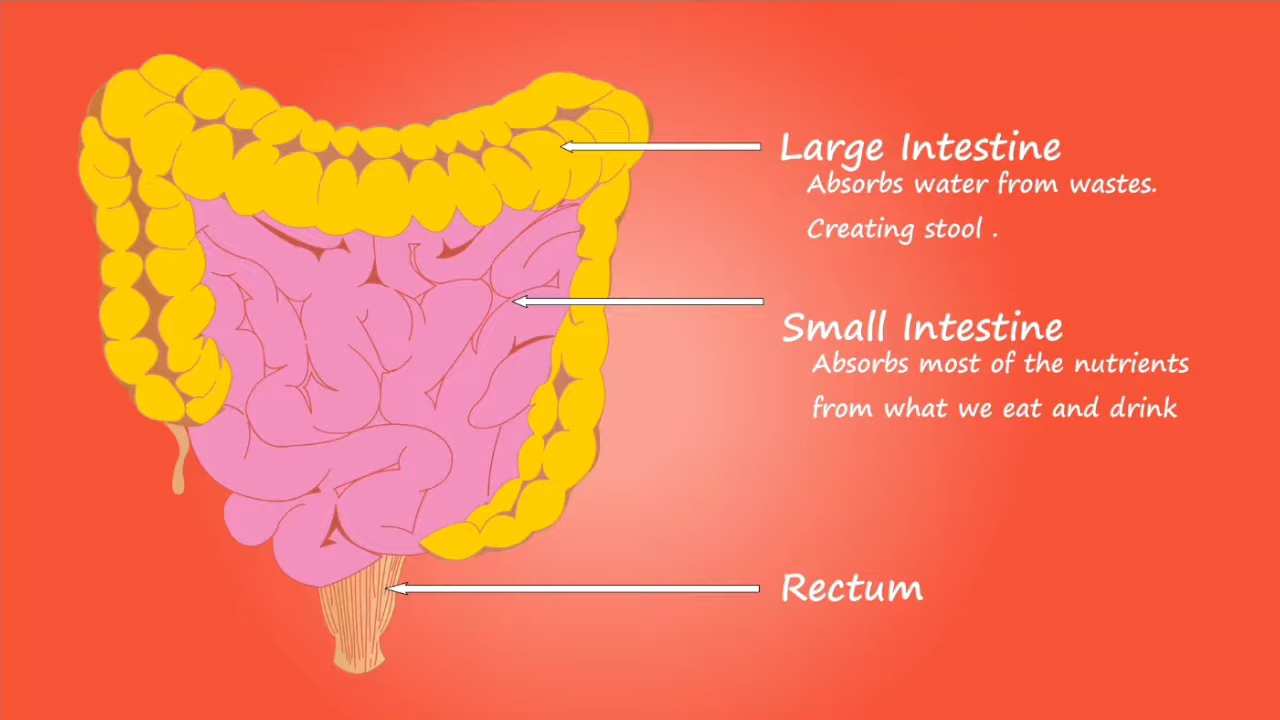 Large Intestine
Absorbs water from wastes.
Creating stool .
Small Intestine
Absorbs most of the nutrients
from what we eat and drink
Rectum